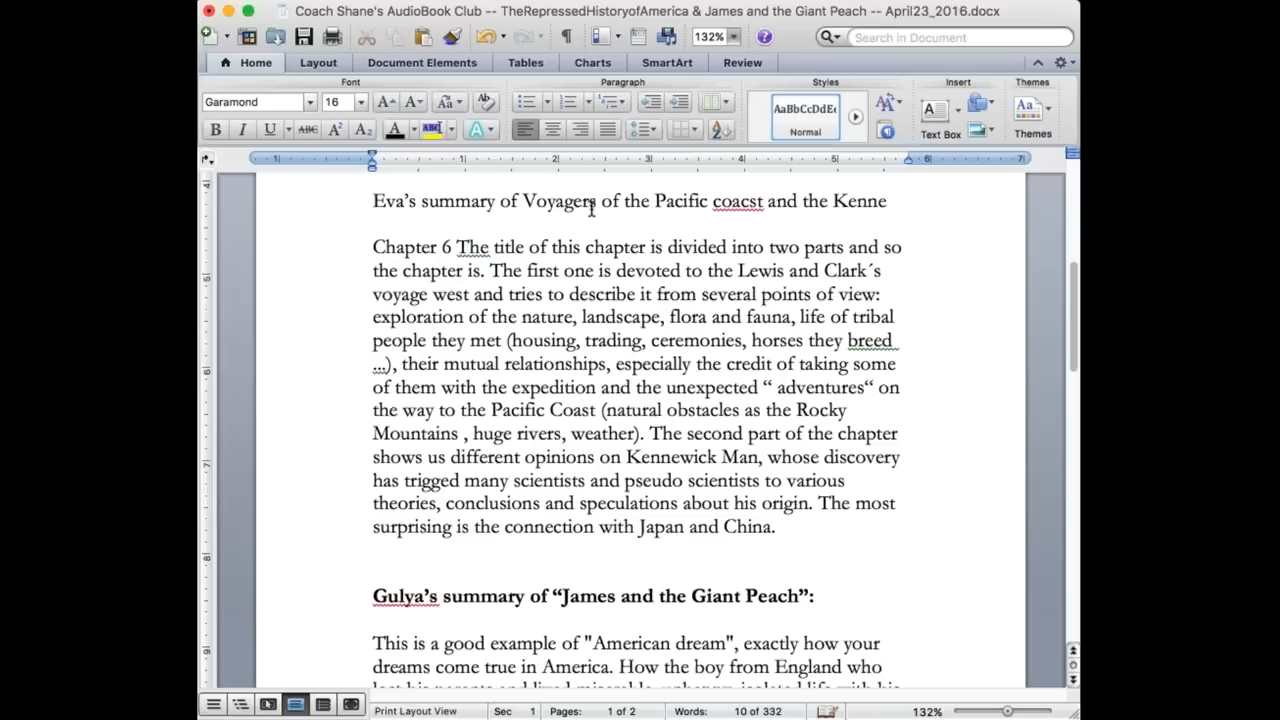 Coach Shane's AudioBook Club -- TheRepressedHistoryofAmerica & James and the Giant Peach -- April23_2016.docx
132%
Search in Document
Home Layout Document Elements Tables Charts SmartArt Review
Font Paragraph Styles Insert Themes
Garamond 16 AaBbCcDdEe
Normal Text Box Themes
Eva's summary of Voyagers of the Pacific coacst and the Kenne
Chapter 6 The title of this chapter is divided into two parts and so
the chapter is. The first one is devoted to the Lewis and Clark´s
voyage west and tries to describe it from several points of view:
exploration of the nature, landscape, flora and fauna, life of tribal
people they met (housing, trading, ceremonies, horses they breed
...), their mutual relationships, especially the credit of taking some
of them with the expedition and the unexpected “ adventures“ on
the way to the Pacific Coast (natural obstacles as the Rocky
Mountains , huge rivers, weather). The second part of the chapter
shows us different opinions on Kennewick Man, whose discovery
has trigged many scientists and pseudo scientists to various
theories, conclusions and speculations about his origin. The most
surprising is the connection with Japan and China.
Gulya’s summary of “James and the Giant Peach”:
This is a good example of "American dream", exactly how your
dreams come true in America. How the boy from England who
Print Layout View Sec 1 Pages: 1 of 2 Words: 10 of 332 132%